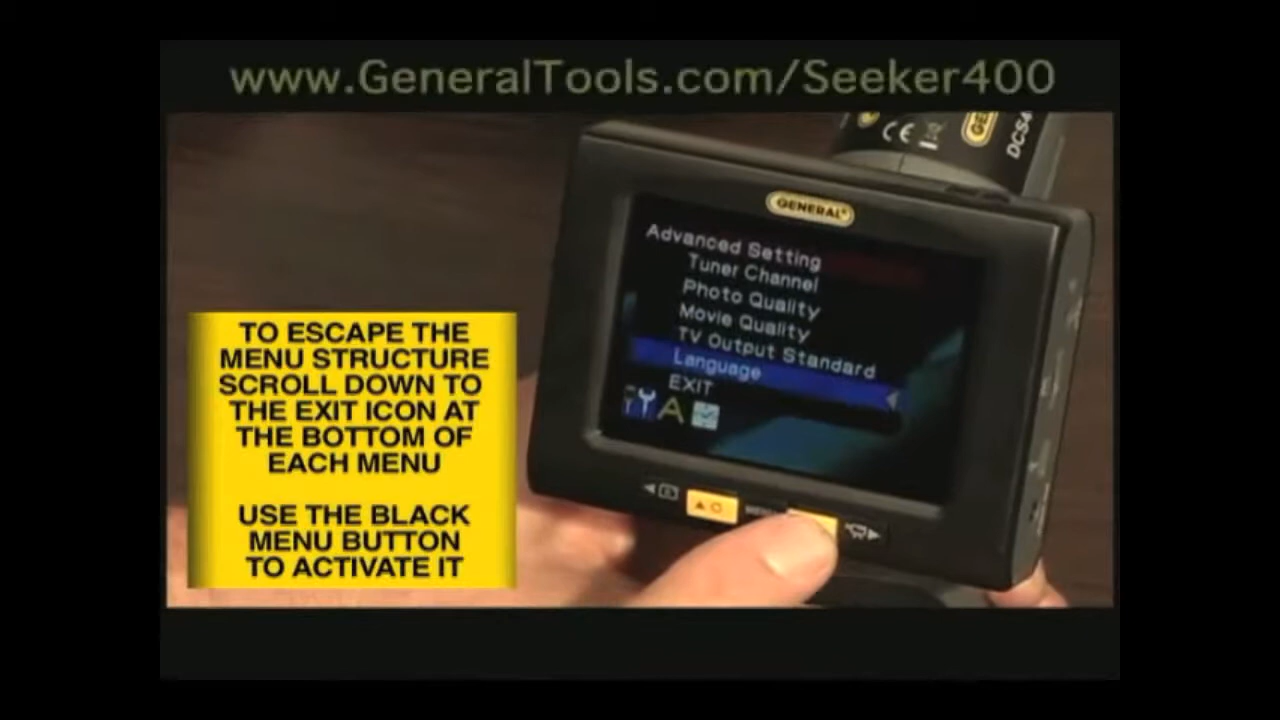 www.GeneralTools.com/Seeker400
GENERAL
Advanced Setting
Tuner Channel
Photo Quality
Movie Quality
TV Output Standard
Language
EXIT
MENU
TO ESCAPE THE
MENU STRUCTURE
SCROLL DOWN TO
THE EXIT ICON AT
THE BOTTOM OF
EACH MENU
USE THE BLACK
MENU BUTTON
TO ACTIVATE IT